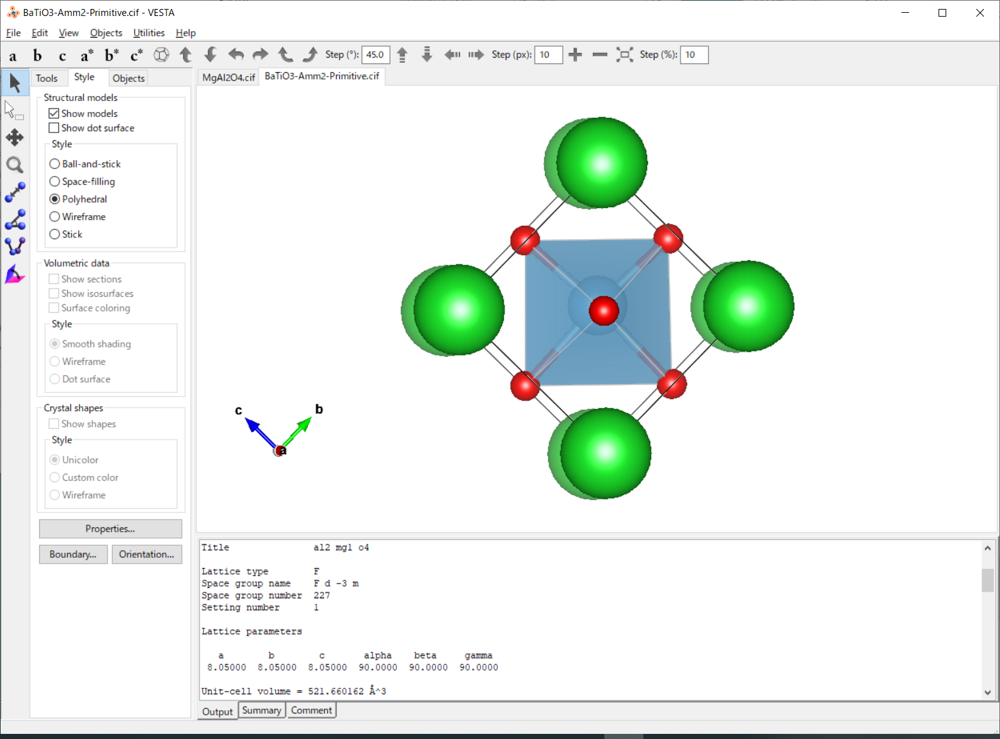 BaTiO3-Amm2-Primitive.cif - VESTA
File Edit View Objects Utilities Help
a b c a* b* c* Step (°): 45.0 Step (px): 10 Step (%): 10
Tools Style Objects
MgAl2O4.cif BaTiO3-Amm2-Primitive.cif
Structural models
Show models
Show dot surface
Style
Ball-and-stick
Space-filling
Polyhedral
Wireframe
Stick
Volumetric data
Show sections
Show isosurfaces
Surface coloring
Style
Smooth shading
Wireframe
Dot surface
Crystal shapes
Show shapes
Style
Unicolor
Custom color
Wireframe
Properties...
Boundary... Orientation...
c b
a
Title al2 mg1 o4
Lattice type F
Space group name F d -3 m
Space group number 227
Setting number 1
Lattice parameters
a b c alpha beta gamma
8.05000 8.05000 8.05000 90.0000 90.0000 90.0000
Unit-cell volume = 521.660162 Å^3
Output Summary Comment